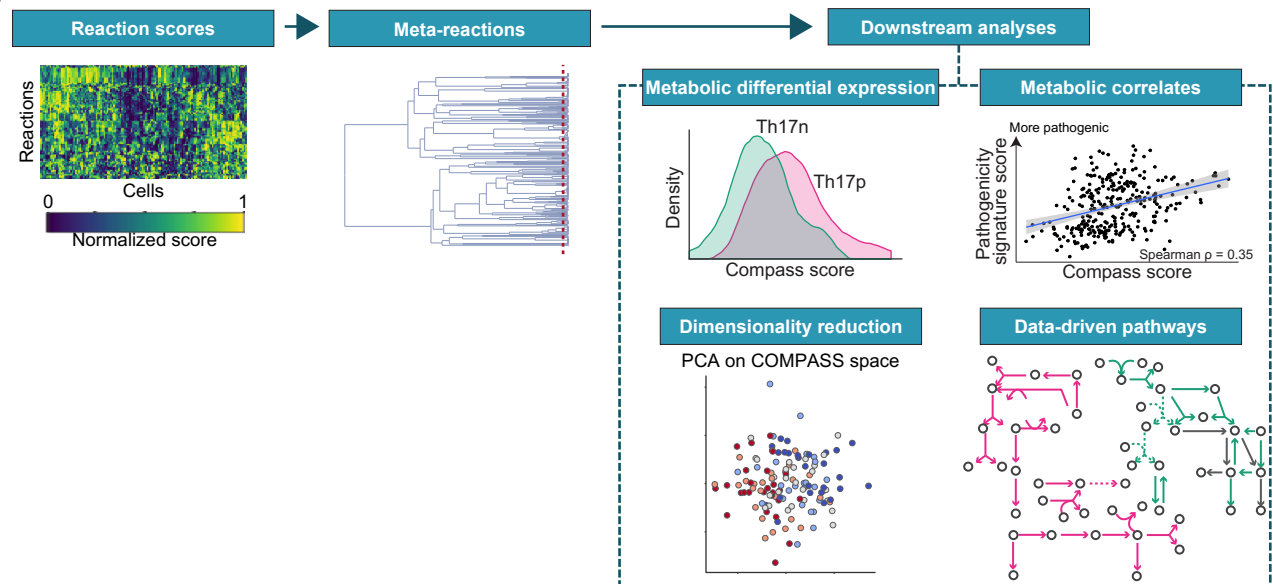 Reaction scores
Meta-reactions
Downstream analyses
Reactions
Cells
0
1
Normalized score
Metabolic differential expression
Th17n
Th17p
Density
Compass score
Metabolic correlates
More pathogenic
Pathogenicity
signature score
Spearman ρ = 0.35
Compass score
Dimensionality reduction
PCA on COMPASS space
Data-driven pathways